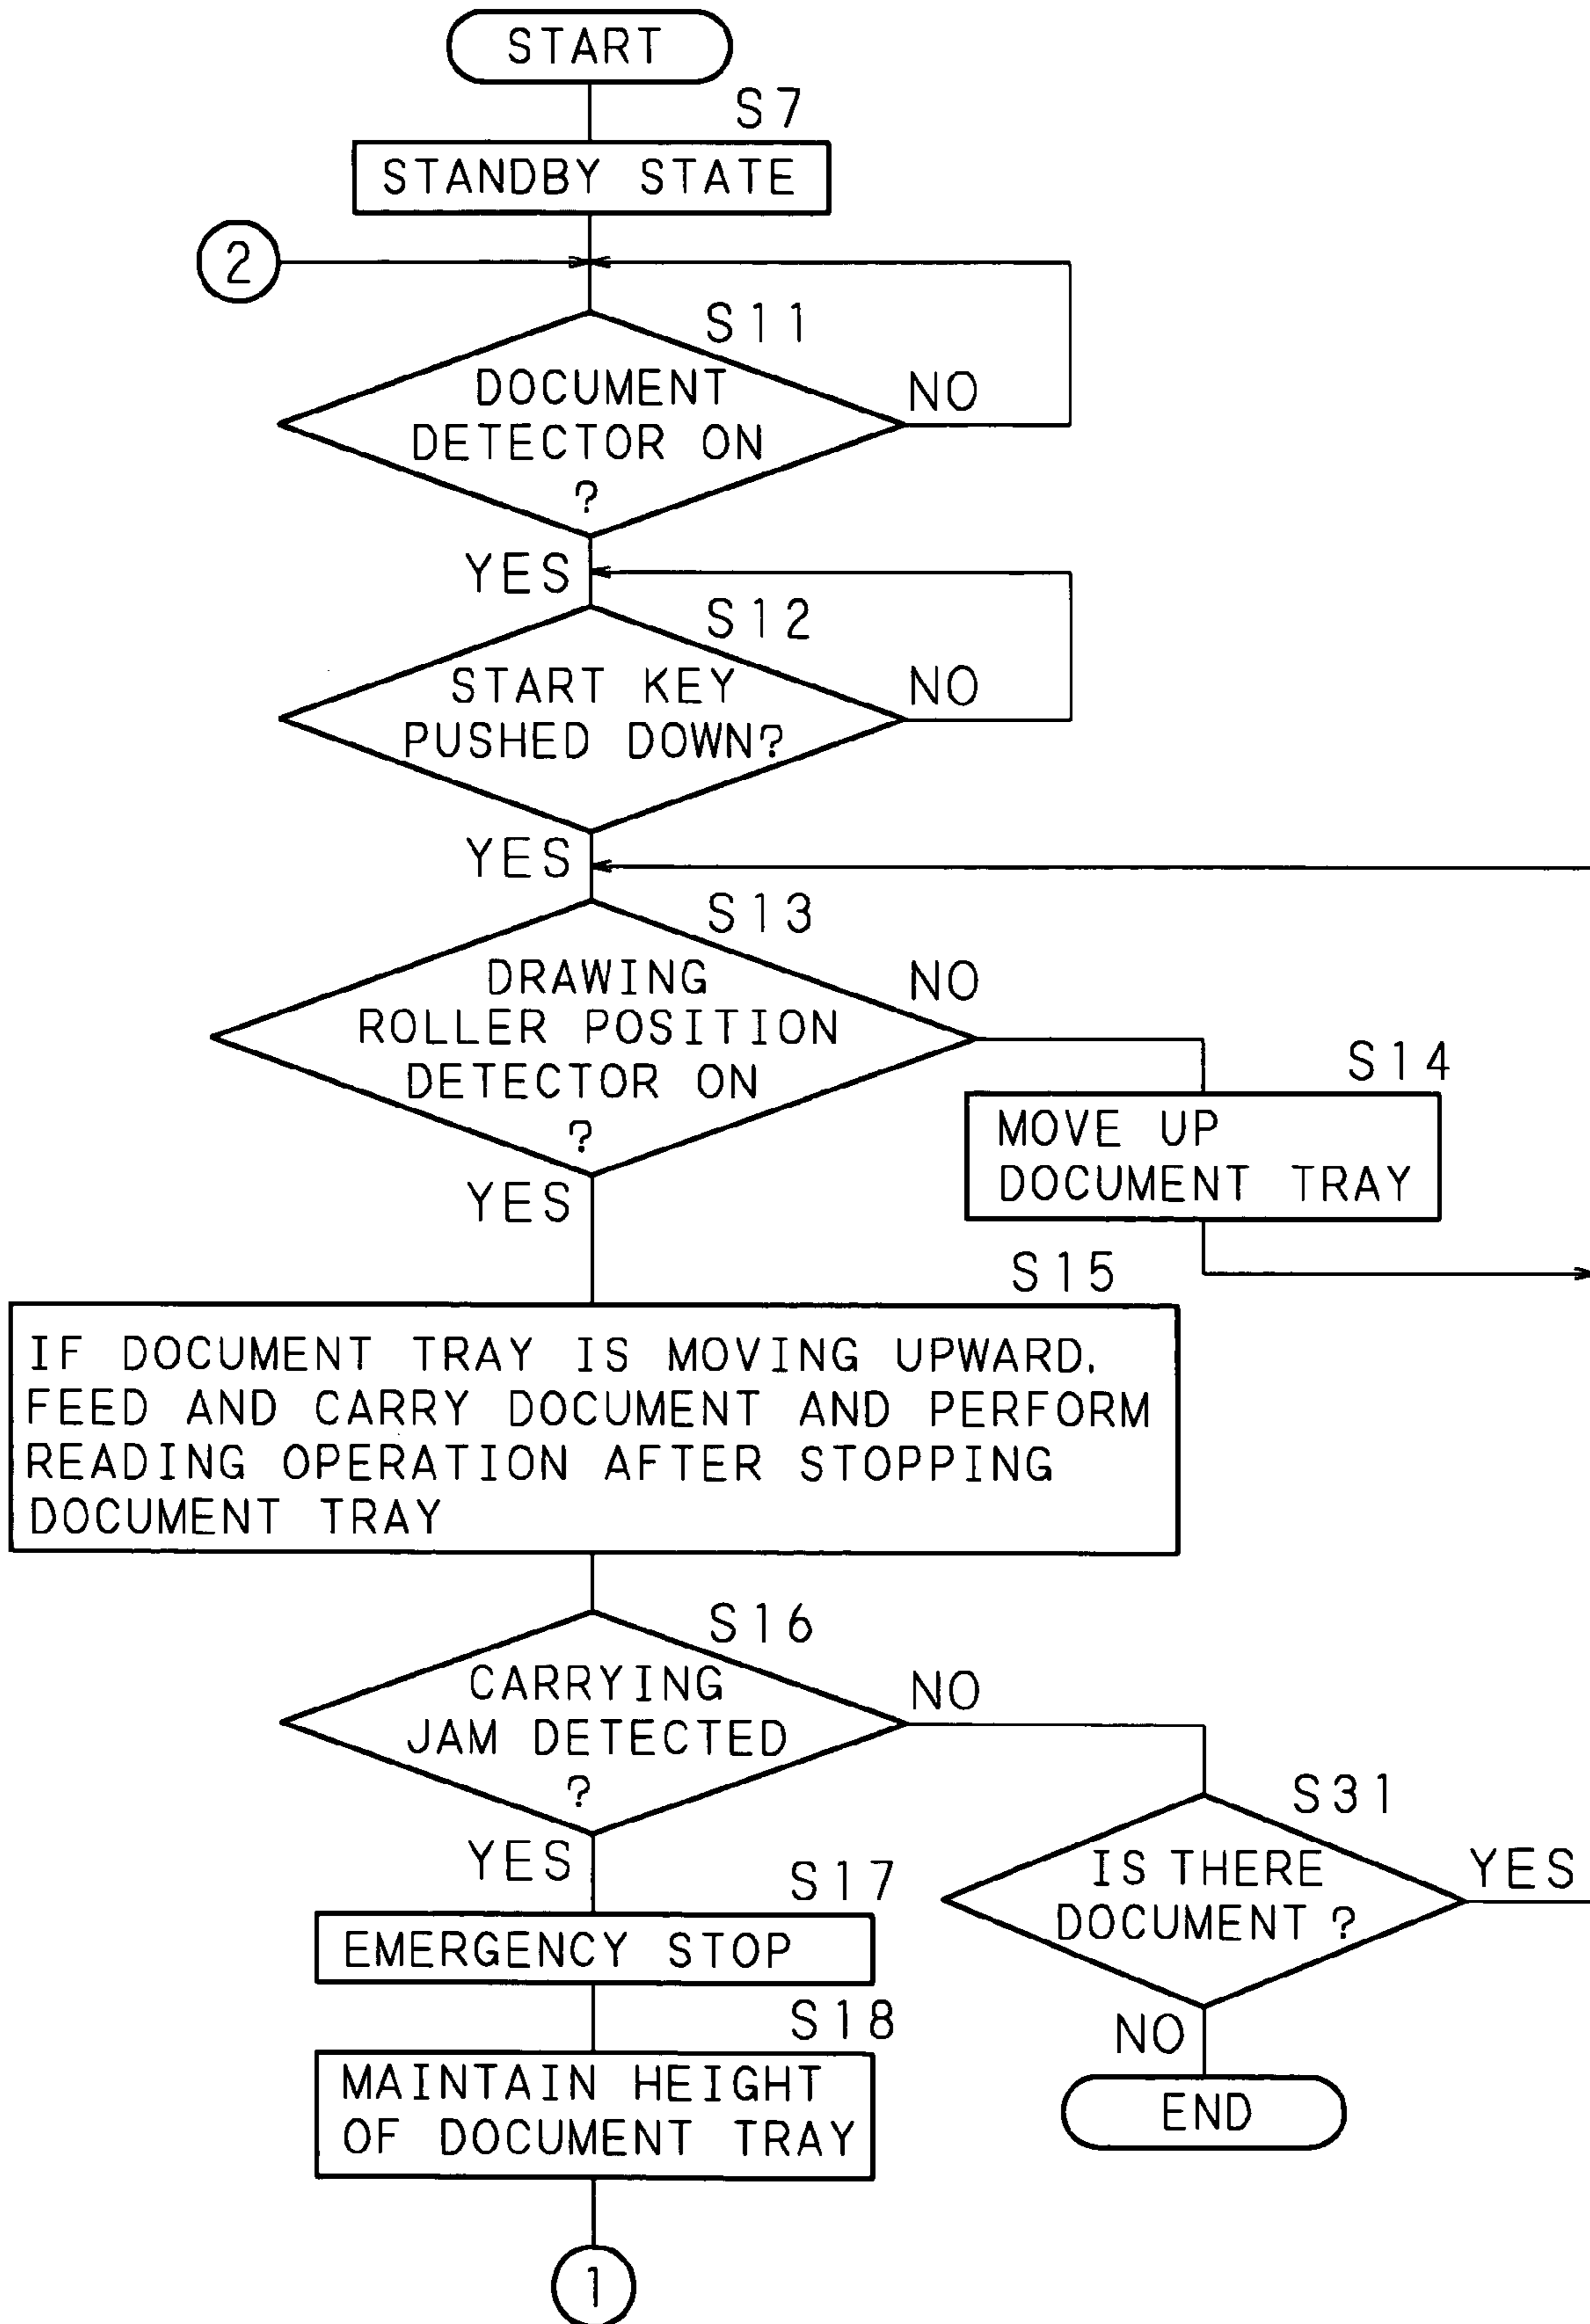 START
S7
STANDBY STATE
2
S11
DOCUMENT
DETECTOR ON
?
NO
YES
S12
START KEY
PUSHED DOWN?
NO
YES
S13
DRAWING
ROLLER POSITION
DETECTOR ON
?
NO
S14
MOVE UP
DOCUMENT TRAY
YES
S15
IF DOCUMENT TRAY IS MOVING UPWARD,
FEED AND CARRY DOCUMENT AND PERFORM
READING OPERATION AFTER STOPPING
DOCUMENT TRAY
S16
CARRYING
JAM DETECTED
?
NO
S31
IS THERE
DOCUMENT ?
YES
YES
S17
EMERGENCY STOP
S18
MAINTAIN HEIGHT
OF DOCUMENT TRAY
NO
END
1